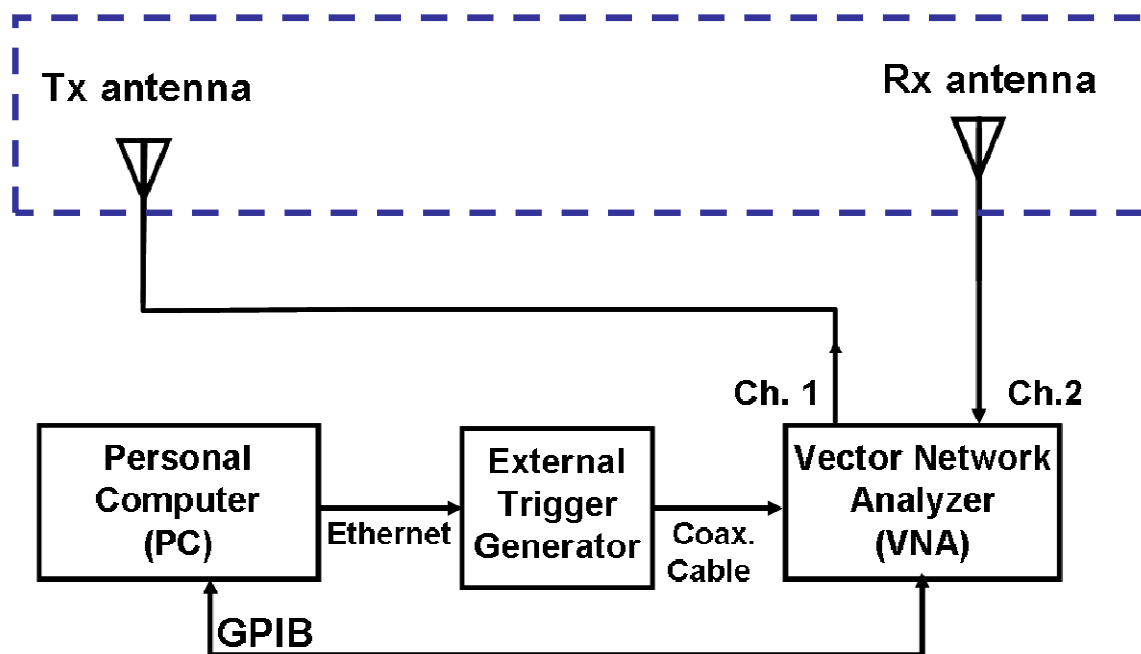 Tx antenna
Rx antenna
Ch. 1
Ch.2
Personal
Computer
(PC)
Ethernet
External
Trigger
Generator
Coax.
Cable
Vector Network
Analyzer
(VNA)
GPIB